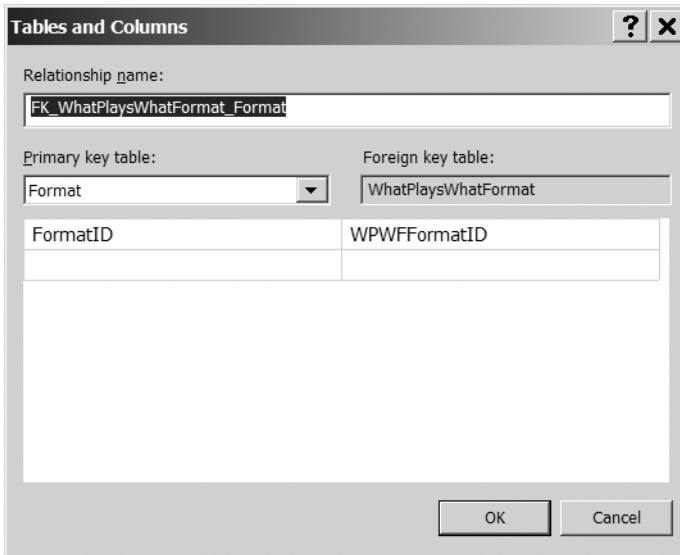 Tables and Columns
Relationship name:
FK_WhatPlaysWhatFormat_Format
Primary key table: Foreign key table:
Format WhatPlaysWhatFormat
FormatID WPWFFormatID
OK Cancel